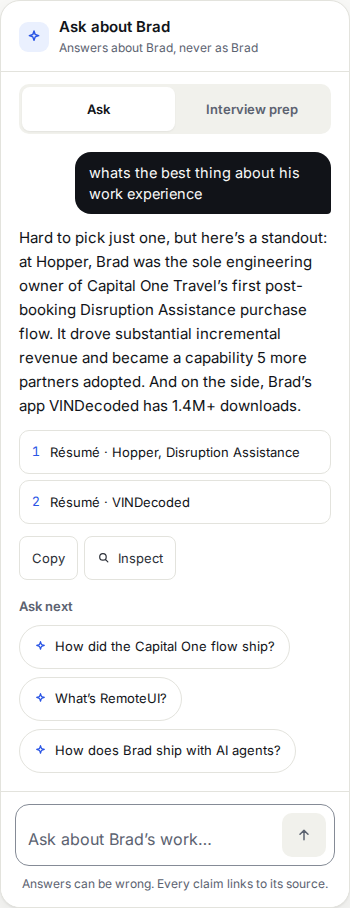 Ask about Brad
Answers about Brad, never as Brad
Ask
Interview prep
whats the best thing about his
work experience
Hard to pick just one, but here’s a standout:
at Hopper, Brad was the sole engineering
owner of Capital One Travel’s first post-
booking Disruption Assistance purchase
flow. It drove substantial incremental
revenue and became a capability 5 more
partners adopted. And on the side, Brad’s
app VINDecoded has 1.4M+ downloads.
1 Résumé · Hopper, Disruption Assistance
2 Résumé · VINDecoded
Copy
Inspect
Ask next
How did the Capital One flow ship?
What’s RemoteUI?
How does Brad ship with AI agents?
Ask about Brad’s work...
Answers can be wrong. Every claim links to its source.